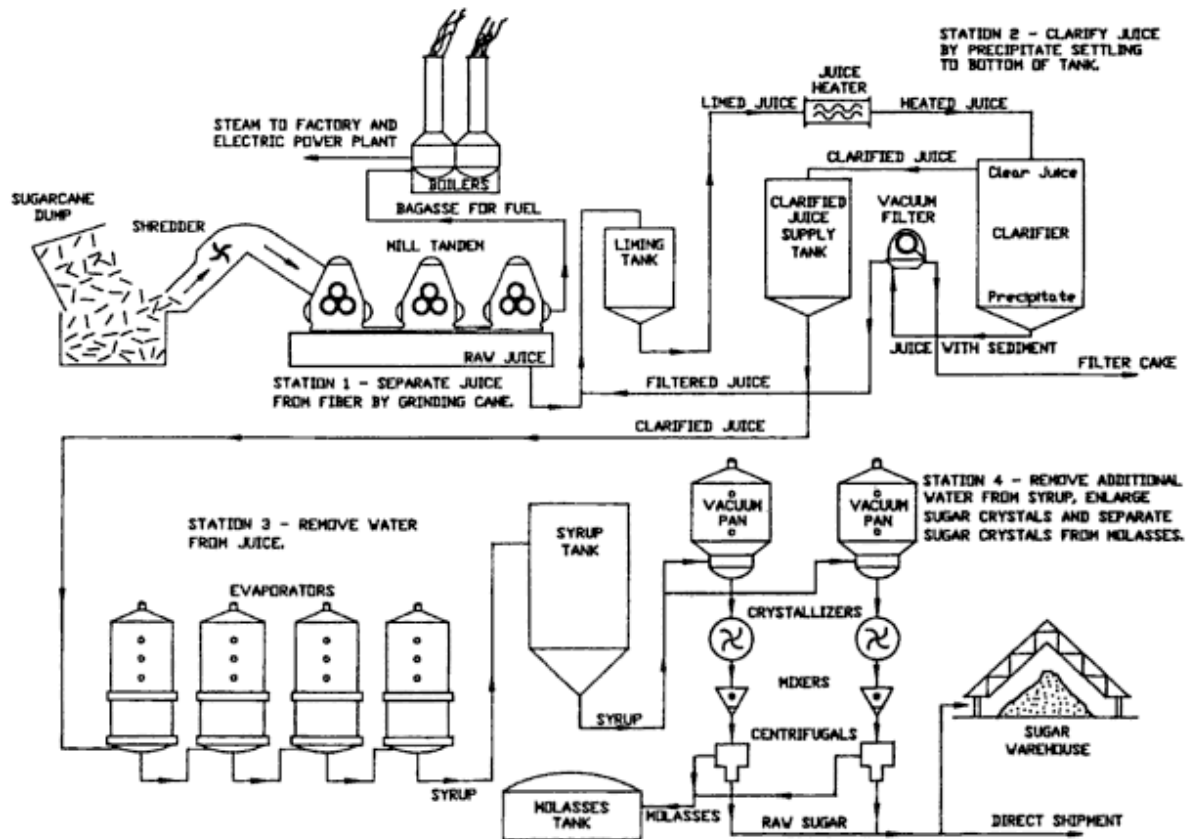 STATION 2 - CLARIFY JUICE
BY PRECIPITATE SETTLING
TO BOTTOM OF TANK.
JUICE
HEATER
LIMED JUICE
HEATED JUICE
STEAM TO FACTORY AND
ELECTRIC POWER PLANT
BOILERS
BAGASSE FOR FUEL
CLARIFIED JUICE
Clear Juice
CLARIFIER
Precipitate
CLARIFIED
JUICE
SUPPLY
TANK
VACUUM
FILTER
SUGARCANE
DUMP
SHREDDER
MILL TANDEM
LIMING
TANK
RAW JUICE
JUICE WITH SEDIMENT
FILTER CAKE
STATION 1 - SEPARATE JUICE
FROM FIBER BY GRINDING CANE.
FILTERED JUICE
CLARIFIED JUICE
STATION 3 - REMOVE WATER
FROM JUICE.
EVAPORATORS
SYRUP
TANK
VACUUM
PAN
VACUUM
PAN
STATION 4 - REMOVE ADDITIONAL
WATER FROM SYRUP, ENLARGE
SUGAR CRYSTALS AND SEPARATE
SUGAR CRYSTALS FROM MOLASSES.
CRYSTALLIZERS
MIXERS
SYRUP
CENTRIFUGALS
SUGAR
WAREHOUSE
SYRUP
MOLASSES
TANK
MOLASSES
RAW SUGAR
DIRECT SHIPMENT